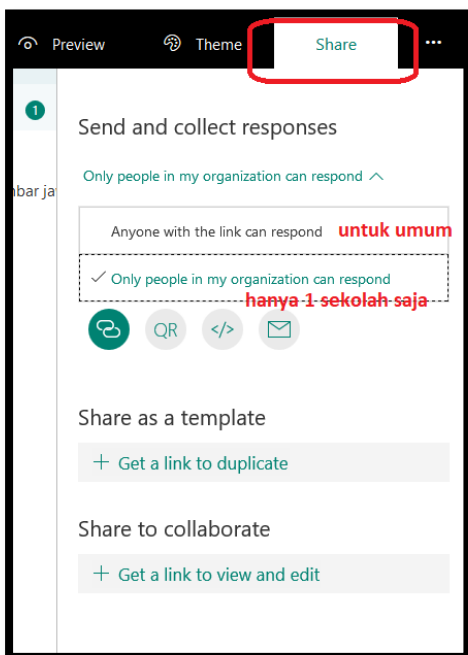 Preview Theme Share ...
1
Send and collect responses
Only people in my organization can respond
nbar ja
Anyone with the link can respond untuk umum
Only people in my organization can respond
hanya 1 sekolah saja
QR </>
Share as a template
+ Get a link to duplicate
Share to collaborate
+ Get a link to view and edit